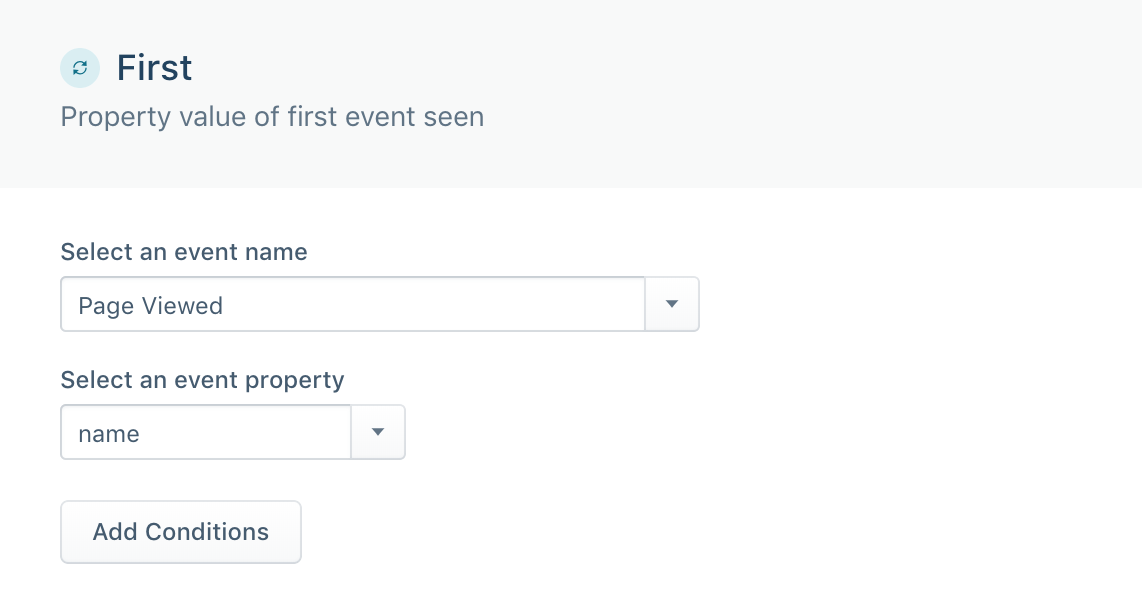 First
Property value of first event seen
Select an event name
Page Viewed
Select an event property
name
Add Conditions